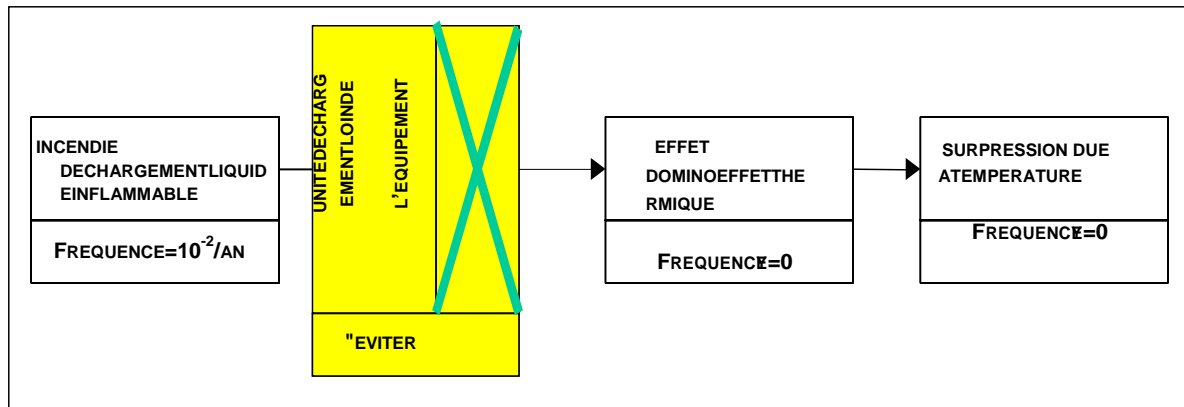 INCENDIE
DECHARGEMENTLIQUID
EINFLAMMABLE
FREQUENCE=10⁻²/AN
UNITEDECHARG
EMENTLOINDE
L'EQUIPEMENT
"EVITER
EFFET
DOMINOEFFETTHE
RMIQUE
FREQUENCE=0
SURPRESSION DUE
ATEMPERATURE
FREQUENCE=0